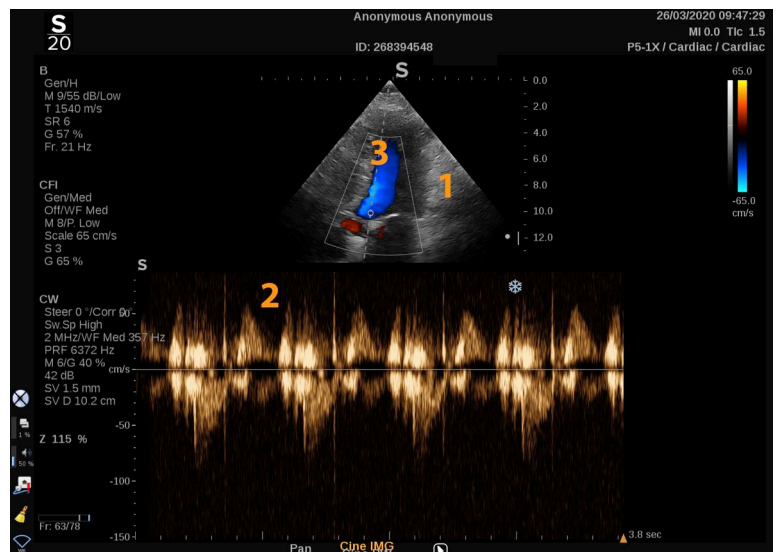 S
20
Anonymous Anonymous
ID: 268394548
26/03/2020 09:47:29
MI 0.0 TIc 1.5
P5-1X / Cardiac / Cardiac
B
Gen/H
M 9/55 dB/Low
T 1540 m/s
SR 6
G 57 %
Fr. 21 Hz
S
0.0
2.0
4.0
6.0
8.0
10.0
12.0
3
1
65.0
-65.0
cm/s
CFI
Gen/Med
Off/WF Med
M 8/P. Low
Scale 65 cm/s
S 3
G 65 %
S
2
CW
Steer 0 °/Corr 0°
Sw.Sp High
2 MHz/WF Med 357 Hz
PRF 6372 Hz
M 6/G 40 %
42 dB
SV 1.5 mm
SV D 10.2 cm
cm/s
-50
-100
-150
1 %
50 %
Z 115 %
Fr: 63/78
3.8 sec
Pan
Cine IMG